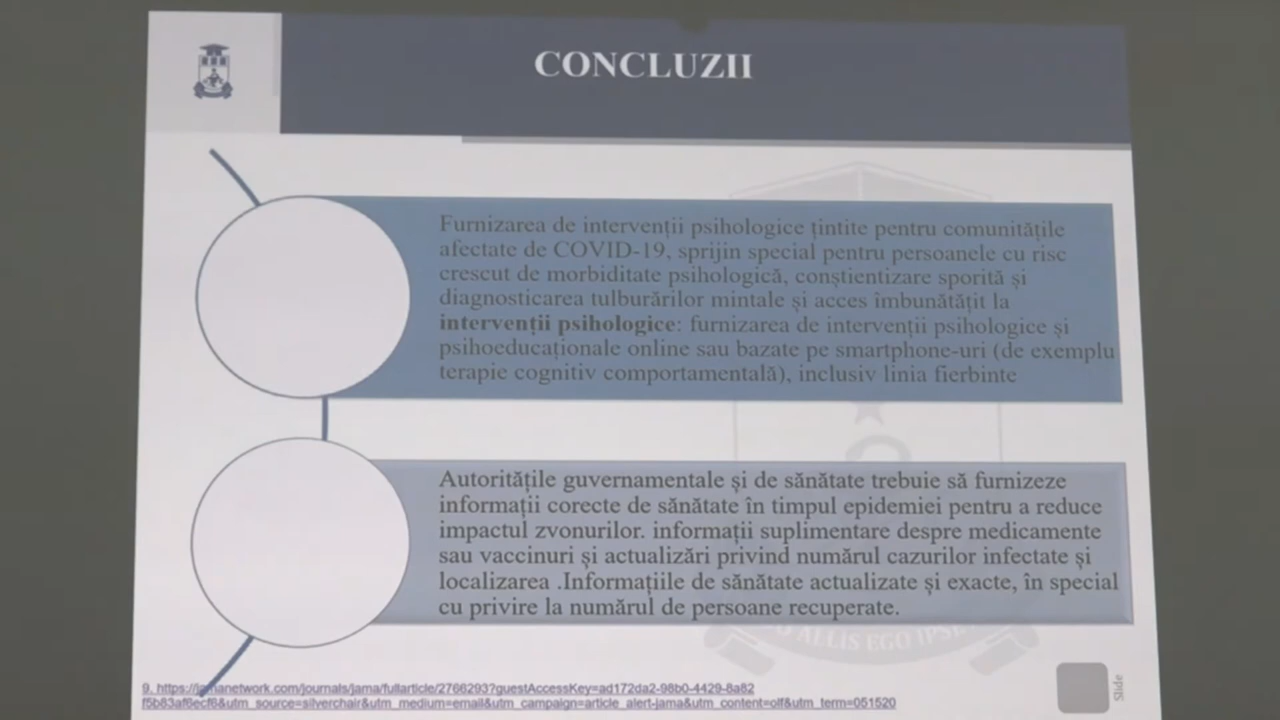 CONCLUZII
Furnizarea de intervenții psihologice țintite pentru comunitățile
afectate de COVID-19, sprijin special pentru persoanele cu risc
crescut de morbiditate psihologică, conștientizare sporită și
diagnosticarea tulburărilor mintale și acces îmbunătățit la
intervenții psihologice: furnizarea de intervenții psihologice și
psihoeducaționale online sau bazate pe smartphone-uri (de exemplu
terapie cognitiv comportamentală), inclusiv linia fierbinte
Autoritățile guvernamentale și de sănătate trebuie să furnizeze
informații corecte de sănătate în timpul epidemiei pentru a reduce
impactul zvonurilor. informații suplimentare despre medicamente
sau vaccinuri și actualizări privind numărul cazurilor infectate și
localizarea .Informațiile de sănătate actualizate și exacte, în special
cu privire la numărul de persoane recuperate.
ALLIS EGO IPSE
9. https://jamanetwork.com/journals/jama/fullarticle/2766293?guestAccessKey=ad172da2-98b0-4429-8a82
f5b83af6ecf6&utm_source=silverchair&utm_medium=email&utm_campaign=article_alert-jama&utm_content=olf&utm_term=051520
Slide